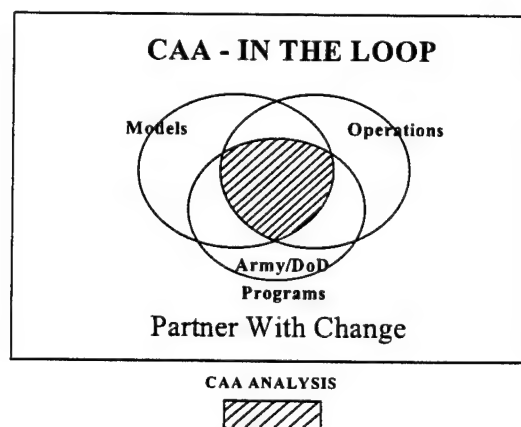 CAA - IN THE LOOP
Models
Operations
Army/DoD
Programs
Partner With Change
CAA ANALYSIS